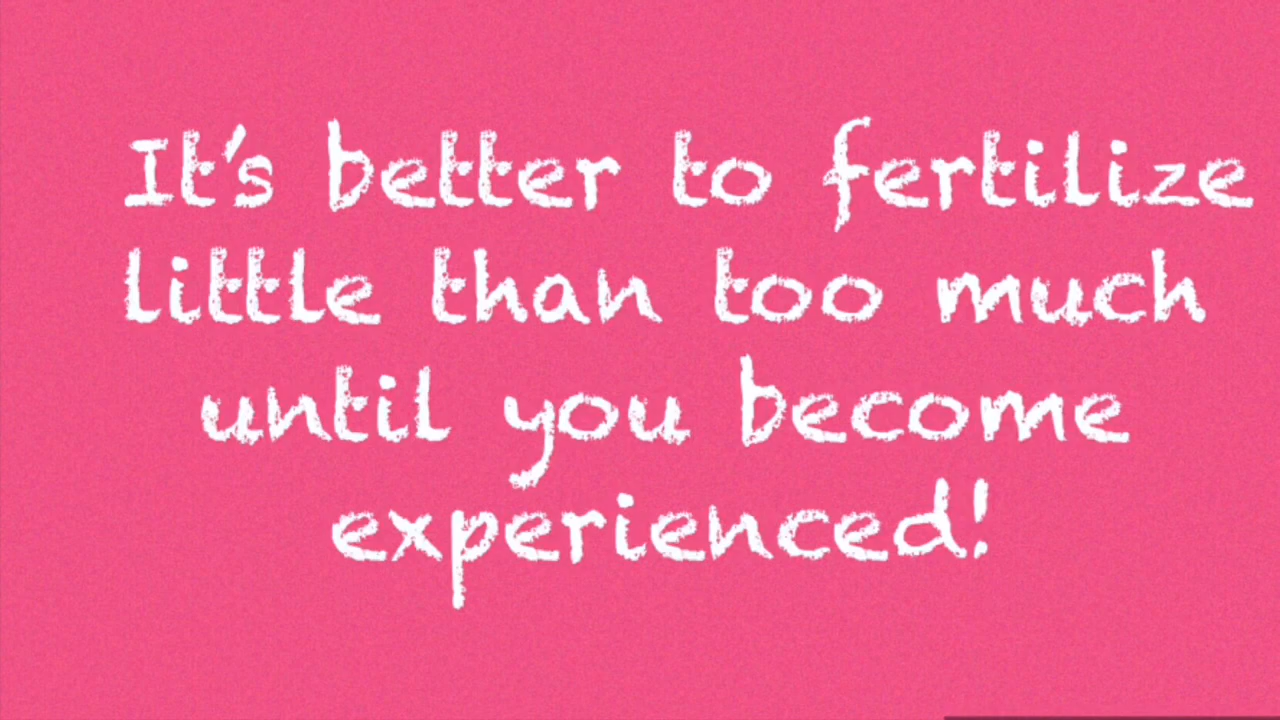 It's better to fertilize
little than too much
until you become
experienced!